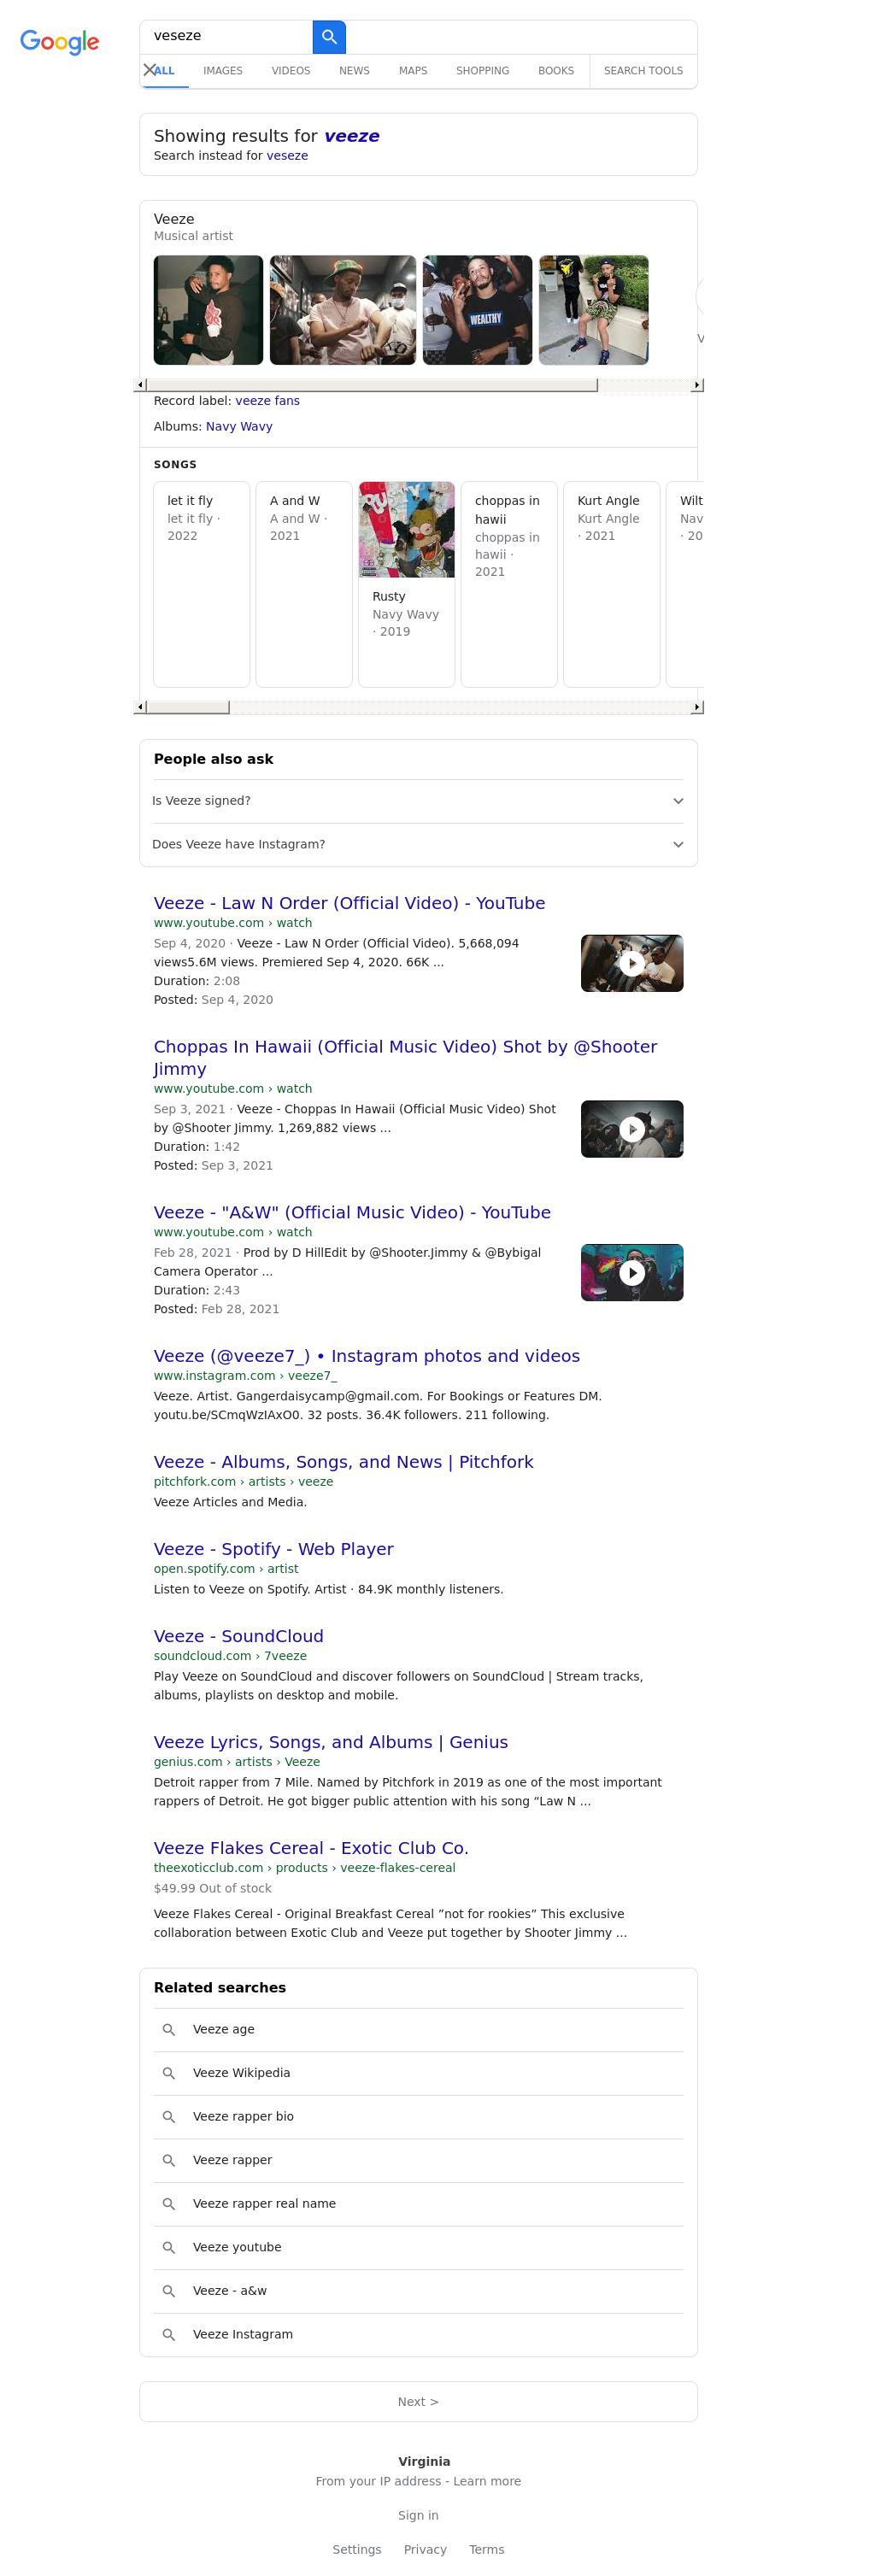 Google
veseze
ALL IMAGES VIDEOS NEWS MAPS SHOPPING BOOKS SEARCH TOOLS
Showing results for veeze
Search instead for veseze
Veeze
Musical artist
WEALTHY
V
Record label: veeze fans
Albums: Navy Wavy
SONGS
let it fly
let it fly ·
2022
A and W
A and W ·
2021
Rusty
Navy Wavy
· 2019
choppas in
hawii
choppas in
hawii ·
2021
Kurt Angle
Kurt Angle
· 2021
Wilt
Nav
· 20
People also ask
Is Veeze signed?
Does Veeze have Instagram?
Veeze - Law N Order (Official Video) - YouTube
www.youtube.com › watch
Sep 4, 2020 · Veeze - Law N Order (Official Video). 5,668,094
views5.6M views. Premiered Sep 4, 2020. 66K ...
Duration: 2:08
Posted: Sep 4, 2020
Choppas In Hawaii (Official Music Video) Shot by @Shooter
Jimmy
www.youtube.com › watch
Sep 3, 2021 · Veeze - Choppas In Hawaii (Official Music Video) Shot
by @Shooter Jimmy. 1,269,882 views ...
Duration: 1:42
Posted: Sep 3, 2021
Veeze - "A&W" (Official Music Video) - YouTube
www.youtube.com › watch
Feb 28, 2021 · Prod by D HillEdit by @Shooter.Jimmy & @Bybigal
Camera Operator ...
Duration: 2:43
Posted: Feb 28, 2021
Veeze (@veeze7_) • Instagram photos and videos
www.instagram.com › veeze7_
Veeze. Artist. Gangerdaisycamp@gmail.com. For Bookings or Features DM.
youtu.be/SCmqWzIAxO0. 32 posts. 36.4K followers. 211 following.
Veeze - Albums, Songs, and News | Pitchfork
pitchfork.com › artists › veeze
Veeze Articles and Media.
Veeze - Spotify - Web Player
open.spotify.com › artist
Listen to Veeze on Spotify. Artist · 84.9K monthly listeners.
Veeze - SoundCloud
soundcloud.com › 7veeze
Play Veeze on SoundCloud and discover followers on SoundCloud | Stream tracks,
albums, playlists on desktop and mobile.
Veeze Lyrics, Songs, and Albums | Genius
genius.com › artists › Veeze
Detroit rapper from 7 Mile. Named by Pitchfork in 2019 as one of the most important
rappers of Detroit. He got bigger public attention with his song “Law N ...
Veeze Flakes Cereal - Exotic Club Co.
theexoticclub.com › products › veeze-flakes-cereal
$49.99 Out of stock
Veeze Flakes Cereal - Original Breakfast Cereal ”not for rookies” This exclusive
collaboration between Exotic Club and Veeze put together by Shooter Jimmy ...
Related searches
Veeze age
Veeze Wikipedia
Veeze rapper bio
Veeze rapper
Veeze rapper real name
Veeze youtube
Veeze - a&w
Veeze Instagram
Next >
Virginia
From your IP address - Learn more
Sign in
Settings Privacy Terms